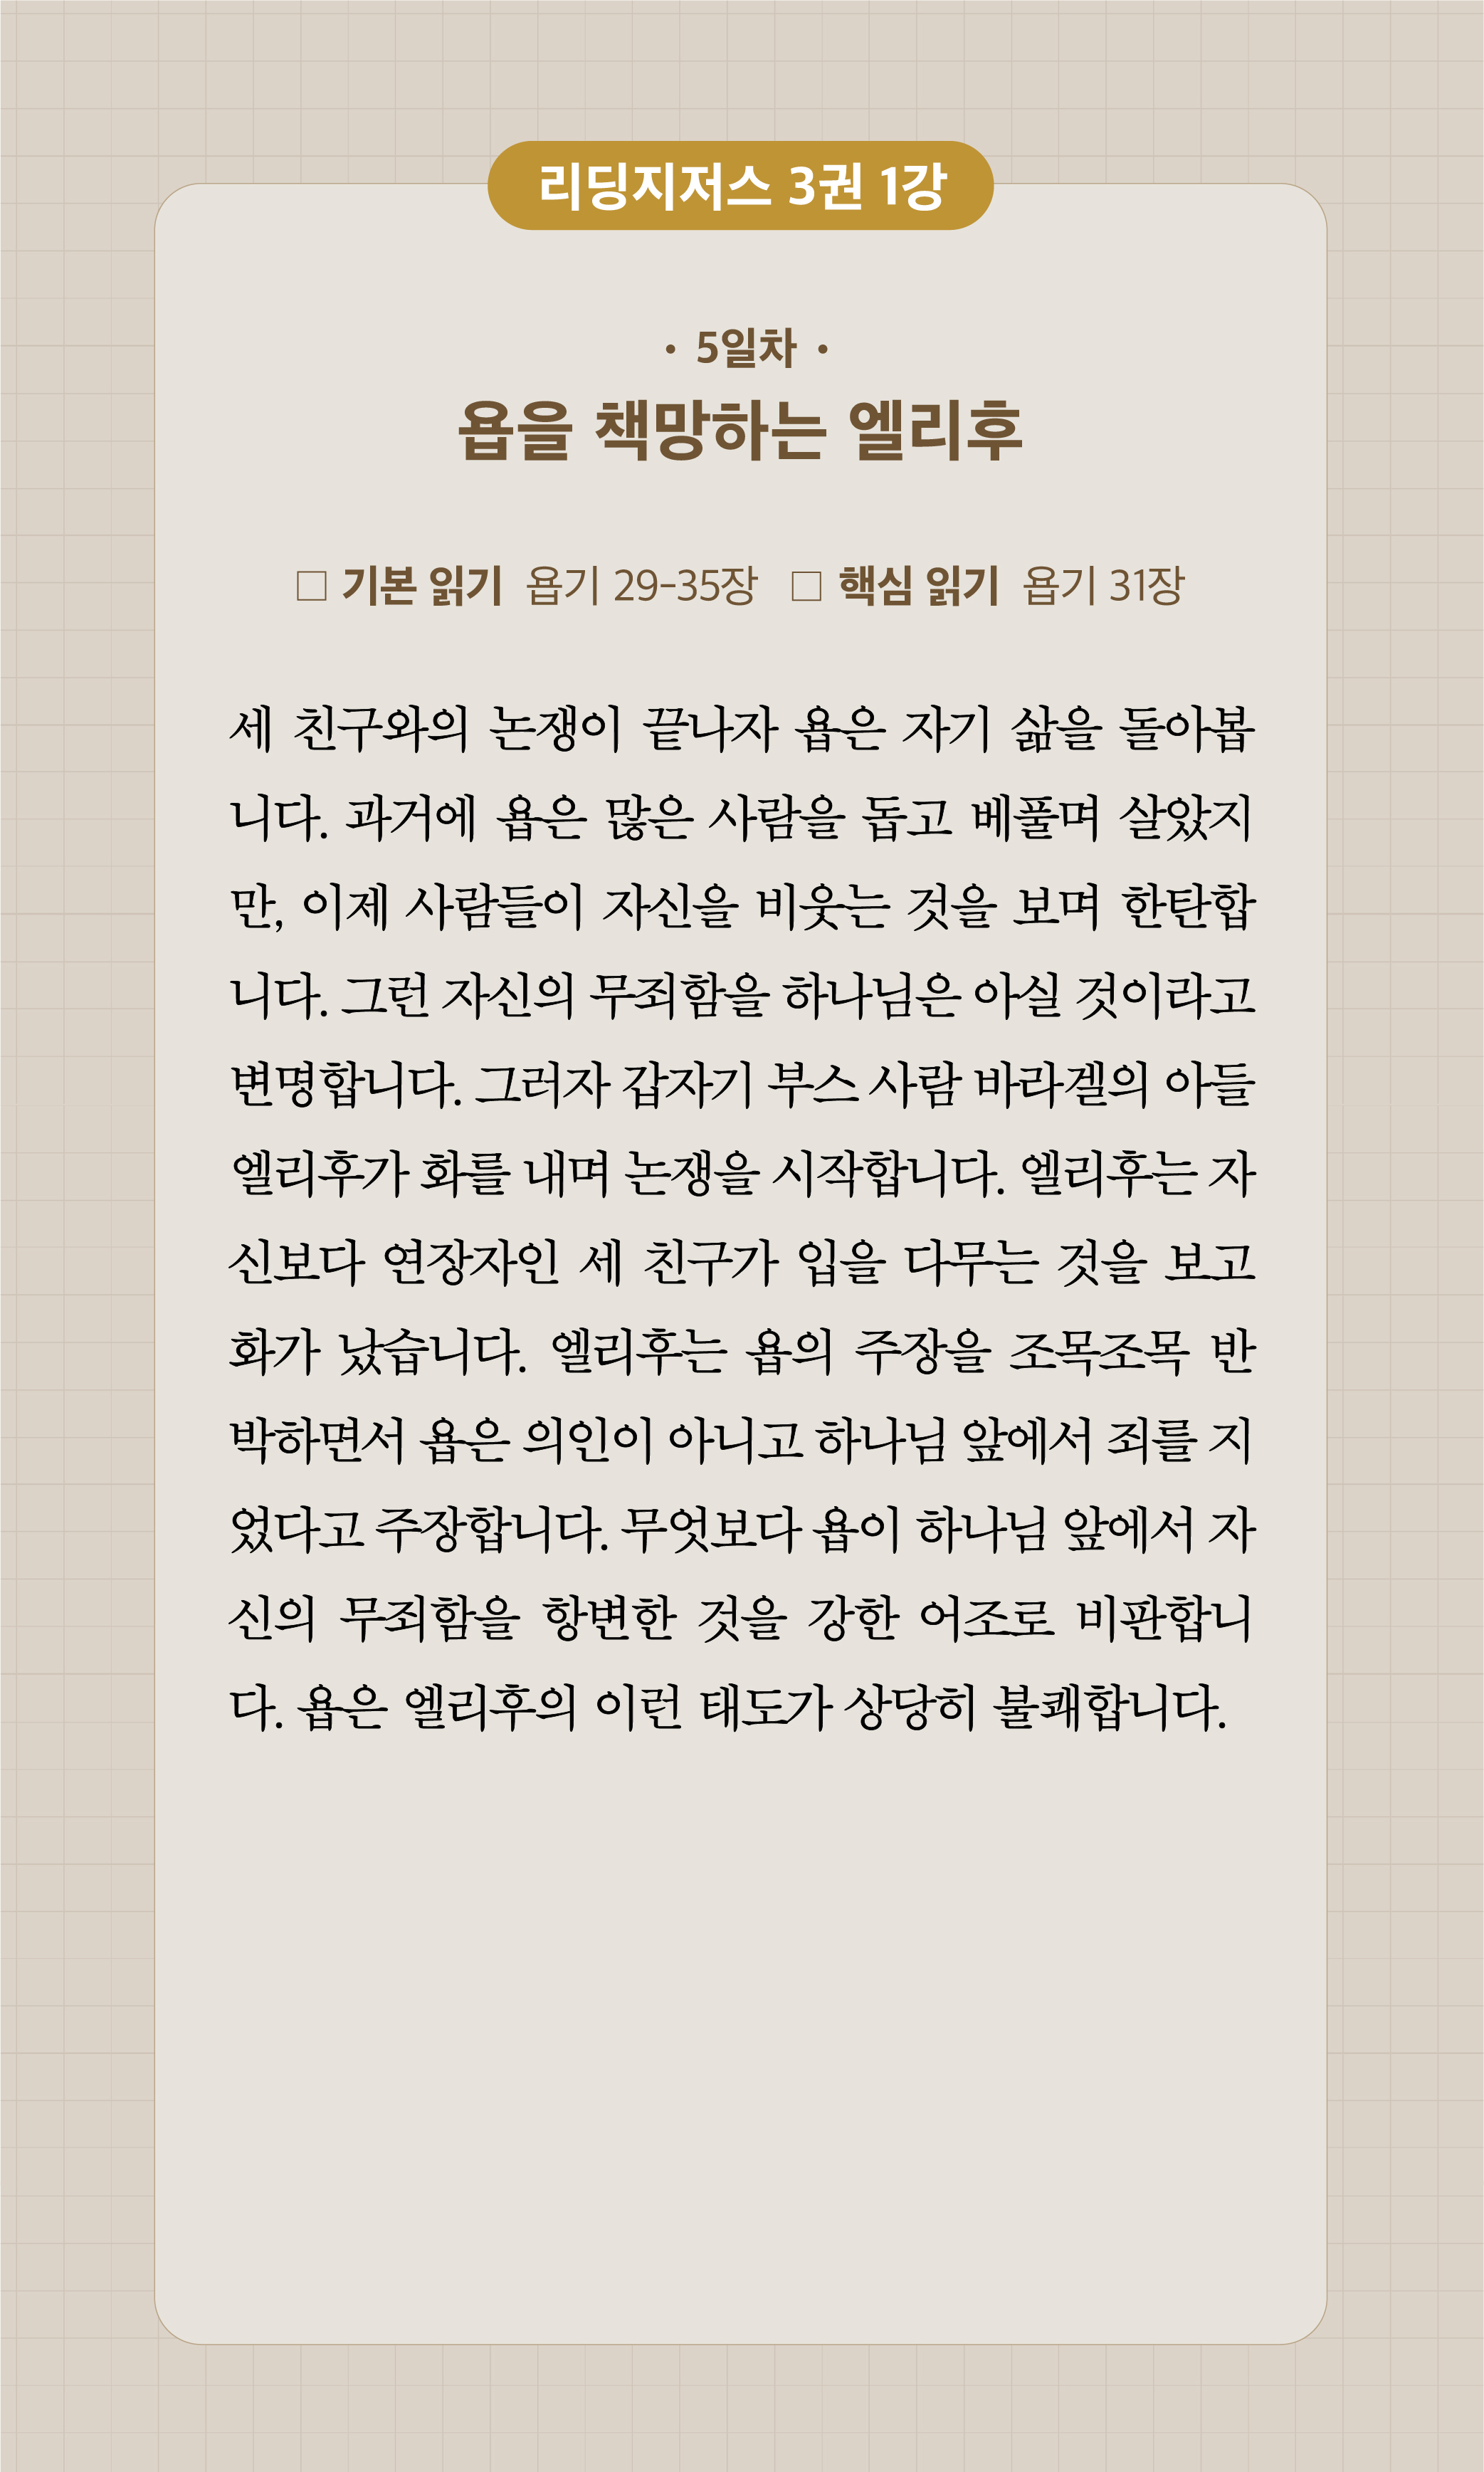 리딩지저스 3권 1강
· 5일차 ·
욥을 책망하는 엘리후
□ 기본 읽기 욥기 29-35장 □ 핵심 읽기 욥기 31장
세 친구와의 논쟁이 끝나자 욥은 자기 삶을 돌아봅
니다. 과거에 욥은 많은 사람을 돕고 베풀며 살았지
만, 이제 사람들이 자신을 비웃는 것을 보며 한탄합
니다. 그런 자신의 무죄함을 하나님은 아실 것이라고
변명합니다. 그러자 갑자기 부스 사람 바라겔의 아들
엘리후가 화를 내며 논쟁을 시작합니다. 엘리후는 자
신보다 연장자인 세 친구가 입을 다무는 것을 보고
화가 났습니다. 엘리후는 욥의 주장을 조목조목 반
박하면서 욥은 의인이 아니고 하나님 앞에서 죄를 지
었다고 주장합니다. 무엇보다 욥이 하나님 앞에서 자
신의 무죄함을 항변한 것을 강한 어조로 비판합니
다. 욥은 엘리후의 이런 태도가 상당히 불쾌합니다.